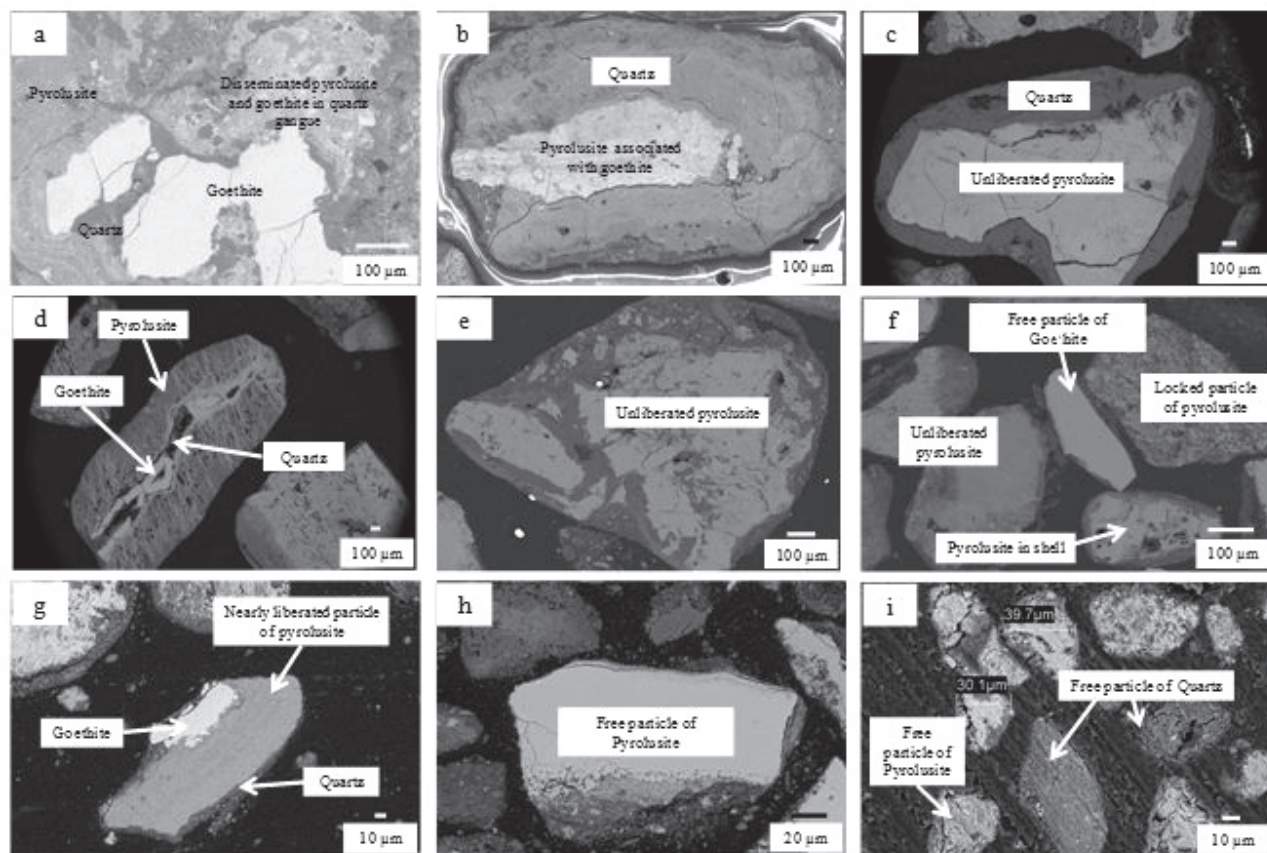 a
Pyrolusite
Disseminated pyrolusite
and goethite in quartz
gangue
Goethite
Quartz
100 µm
b
Quartz
Pyrolusite associated
with goethite
100 µm
c
Quartz
Unliberated pyrolusite
100 µm
d
Pyrolusite
Goethite
Quartz
100 µm
e
Unliberated pyrolusite
100 µm
f
Free particle of
Goethite
Locked particle
of pyrolusite
Unliberated
pyrolusite
Pyrolusite in shell
100 µm
g
Nearly liberated particle
of pyrolusite
Goethite
Quartz
10 µm
h
Free particle of
Pyrolusite
20 µm
i
39.7µm
30.1µm
Free particle of Quartz
Free
particle of
Pyrolusite
10 µm